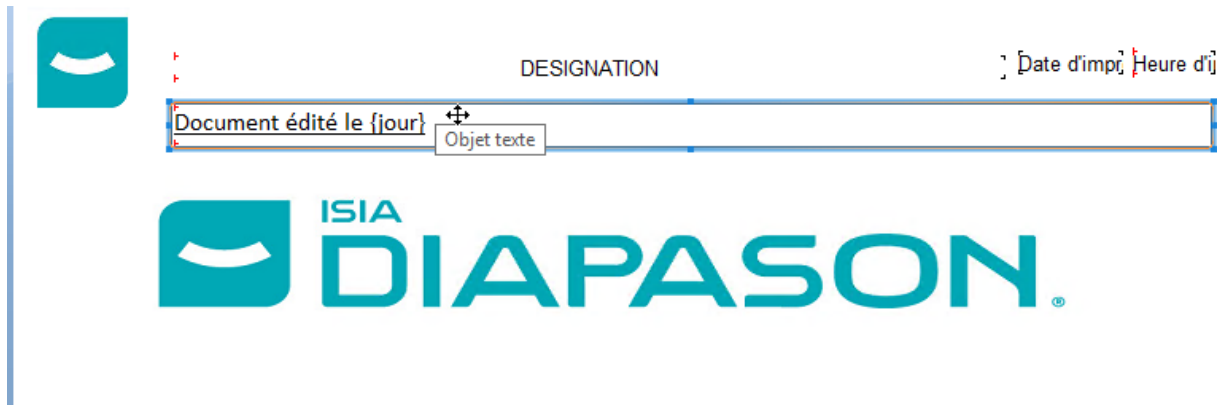 DESIGNATION
Date d'impr Heure d'i
Document édité le {jour}
Objet texte
ISIA
DIAPASON®